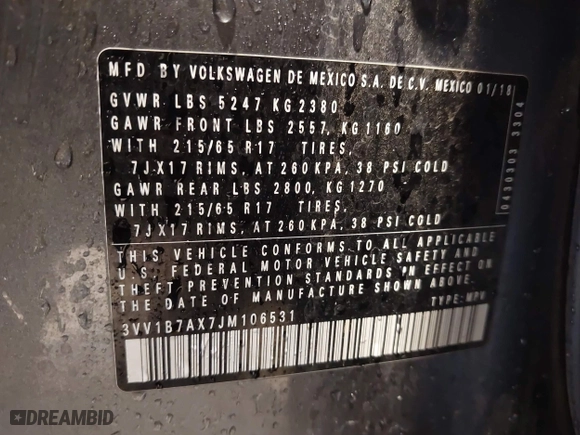 MFD BY VOLKSWAGEN DE MEXICO S.A. DE C.V. MEXICO 01/18
GVWR LBS 5247 KG 2380
GAWR FRONT LBS 2557, KG 1160
WITH 215/65 R17 TIRES,
7JX17 RIMS, AT 260 KPA, 38 PSI COLD
GAWR REAR LBS 2800, KG 1270
WITH 215/65 R17 TIRES,
7JX17 RIMS, AT 260 KPA, 38 PSI COLD
THIS VEHICLE CONFORMS TO ALL APPLICABLE
U.S. FEDERAL MOTOR VEHICLE SAFETY AND
THEFT PREVENTION STANDARDS IN EFFECT ON
THE DATE OF MANUFACTURE SHOWN ABOVE.
3VV1B7AX7JM106531
TYPE: MPV
0430303 3304
DREAMBID